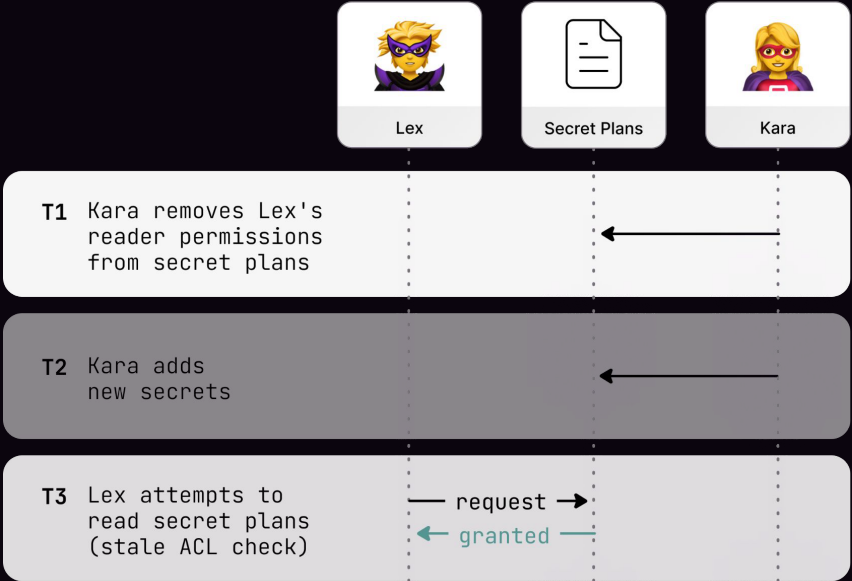 Lex
Secret Plans
Kara
T1 Kara removes Lex's
reader permissions
from secret plans
T2 Kara adds
new secrets
T3 Lex attempts to
read secret plans
(stale ACL check)
request
granted